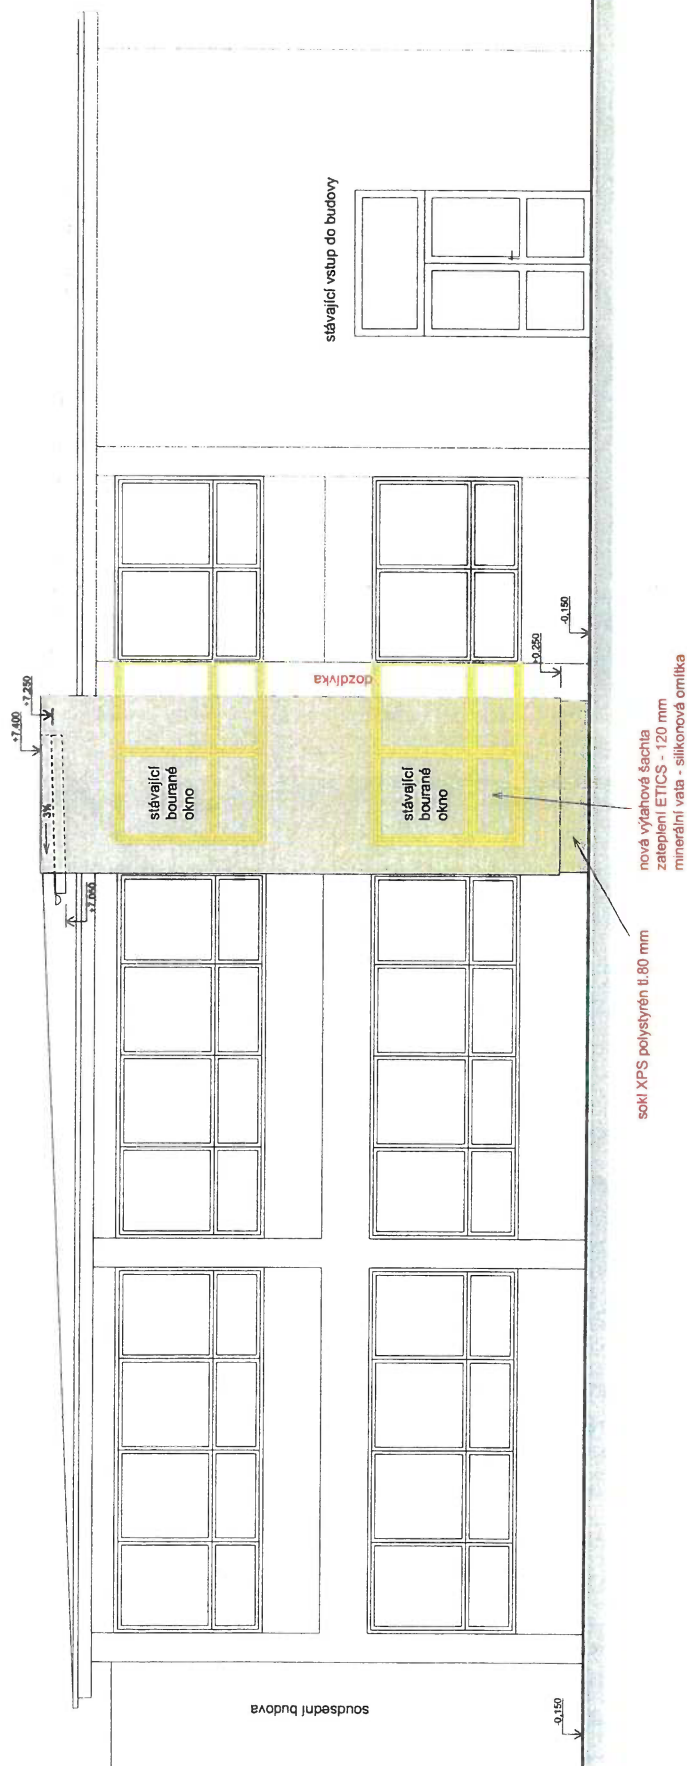 +7,400
+7,250
3%
+7,050
stávající
bourané
okno
dozdívka
stávající
bourané
okno
stávající vstup do budovy
+0,250
-0,150
soudsední budova
-0,150
sokl XPS polystyrén tl.80 mm
nová výtahová šachta
zateplení ETICS - 120 mm
minerální vata - silikonová omítka